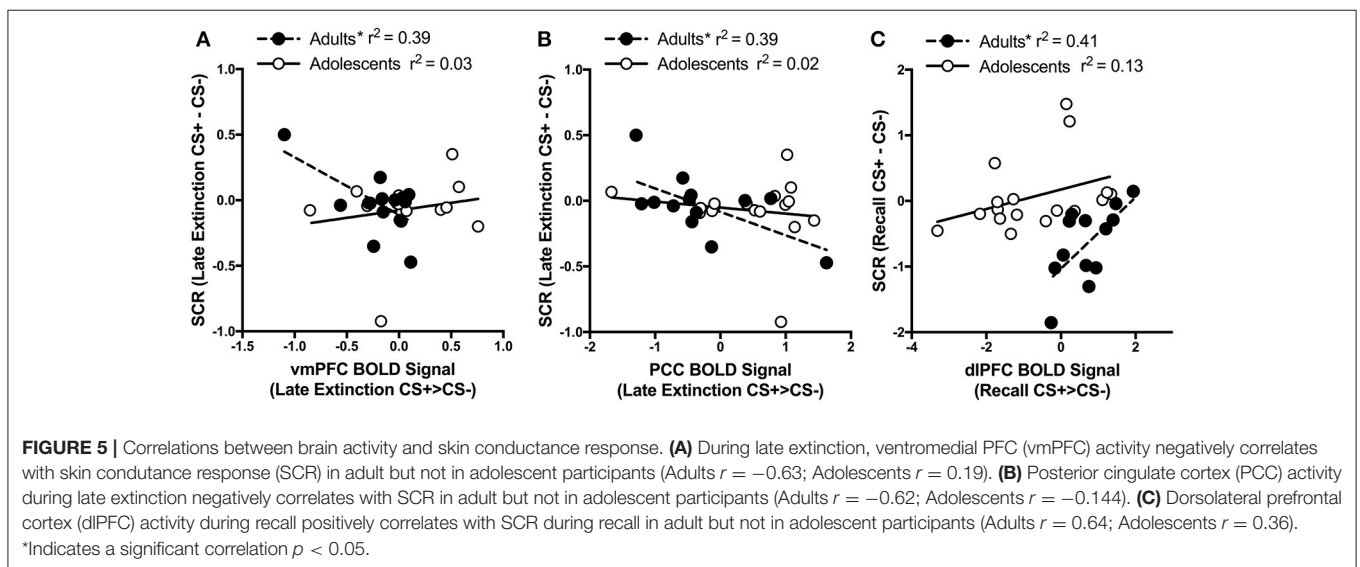 A
Adults* r² = 0.39
Adolescents r² = 0.03
SCR (Late Extinction CS+ - CS-)
1.0
0.5
0.0
-0.5
-1.0
-1.5 -1.0 -0.5 0.0 0.5 1.0
vmPFC BOLD Signal
(Late Extinction CS+>CS-)
B
Adults* r² = 0.39
Adolescents r² = 0.02
SCR (Late Extinction CS+ - CS-)
1.0
0.5
0.0
-0.5
-1.0
-2 -1 0 1 2
PCC BOLD Signal
(Late Extinction CS+>CS-)
C
Adults* r² = 0.41
Adolescents r² = 0.13
SCR (Recall CS+ - CS-)
2
1
0
-1
-2
-4 -2 0 2
dlPFC BOLD Signal
(Recall CS+>CS-)
FIGURE 5 | Correlations between brain activity and skin conductance response. (A) During late extinction, ventromedial PFC (vmPFC) activity negatively correlates
with skin condutance response (SCR) in adult but not in adolescent participants (Adults r = −0.63; Adolescents r = 0.19). (B) Posterior cingulate cortex (PCC) activity
during late extinction negatively correlates with SCR in adult but not in adolescent participants (Adults r = −0.62; Adolescents r = −0.144). (C) Dorsolateral prefrontal
cortex (dlPFC) activity during recall positively correlates with SCR during recall in adult but not in adolescent participants (Adults r = 0.64; Adolescents r = 0.36).
*Indicates a significant correlation p < 0.05.